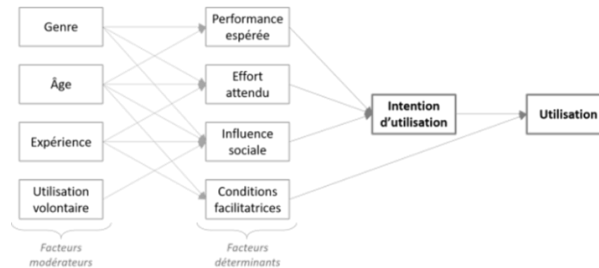 Genre
Âge
Expérience
Utilisation
volontaire
Facteurs
modérateurs
Performance
espérée
Effort
attendu
Influence
sociale
Conditions
facilitatrices
Facteurs
déterminants
Intention
d'utilisation
Utilisation